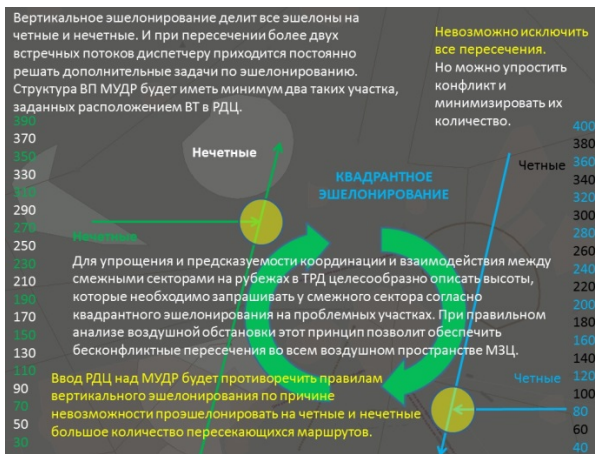 Вертикальное эшелонирование делит все эшелоны на
четные и нечетные. И при пересечении более двух
встречных потоков диспетчеру приходится постоянно
решать дополнительные задачи по эшелонированию.
Структура ВП МУДР будет иметь минимум два таких участка,
заданных расположением ВТ в РДЦ.
Невозможно исключить
все пересечения.
Но можно упростить
конфликт и
минимизировать их
количество.
390
370
350
330
310
290
270
250
230
210
190
170
150
130
110
90
70
50
30
Нечетные
Нечетные
КВАДРАНТНОЕ
ЭШЕЛОНИРОВАНИЕ
Четные
400
380
360
340
320
300
280
260
240
220
200
180
160
140
120
100
80
60
40
Для упрощения и предсказуемости координации и взаимодействия между
смежными секторами на рубежах в ТРД целесообразно описать высоты,
которые необходимо запрашивать у смежного сектора согласно
квадрантного эшелонирования на проблемных участках. При правильном
анализе воздушной обстановки этот принцип позволит обеспечить
бесконфликтные пересечения во всем воздушном пространстве МЗЦ.
Ввод РДЦ над МУДР будет противоречить правилам
вертикального эшелонирования по причине
невозможности проэшелонировать на четные и нечетные
большое количество пересекающихся маршрутов.
Четные